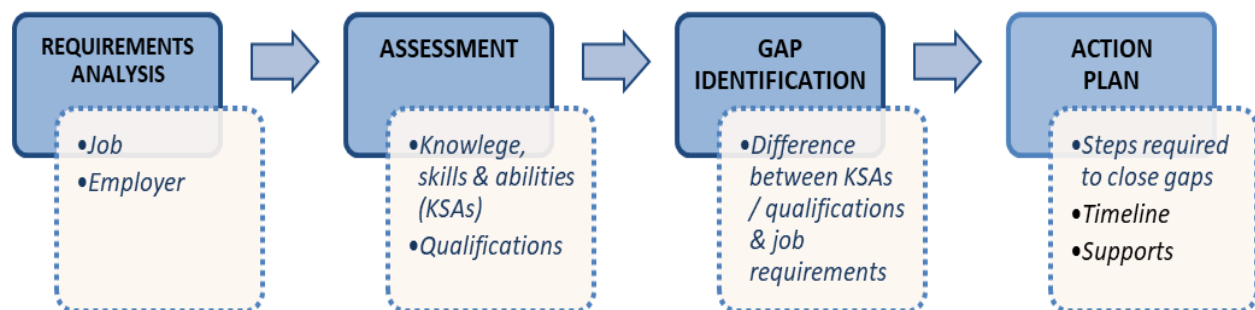 REQUIREMENTS
ANALYSIS
•Job
•Employer
ASSESSMENT
•Knowlege,
skills & abilities
(KSAs)
•Qualifications
GAP
IDENTIFICATION
•Difference
between KSAs
/ qualifications
& job
requirements
ACTION
PLAN
•Steps required
to close gaps
•Timeline
•Supports